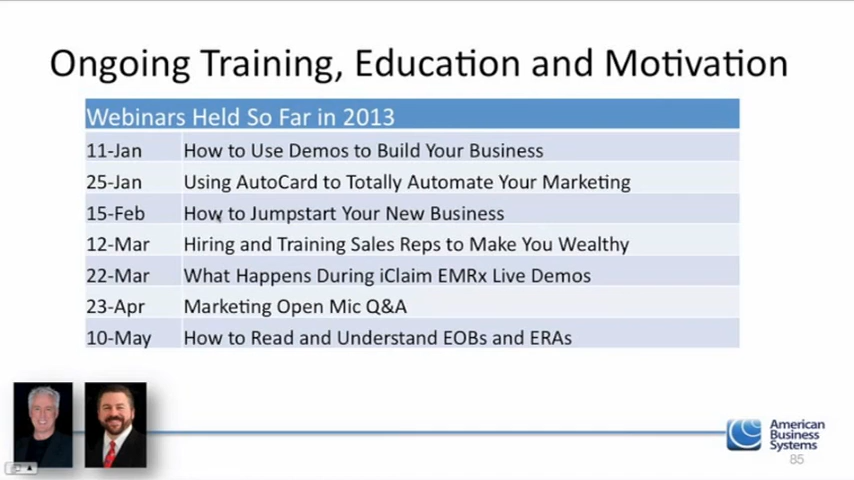 Ongoing Training, Education and Motivation
Webinars Held So Far in 2013
11-Jan How to Use Demos to Build Your Business
25-Jan Using AutoCard to Totally Automate Your Marketing
15-Feb How to Jumpstart Your New Business
12-Mar Hiring and Training Sales Reps to Make You Wealthy
22-Mar What Happens During iClaim EMRx Live Demos
23-Apr Marketing Open Mic Q&A
10-May How to Read and Understand EOBs and ERAs
American
Business
Systems
85